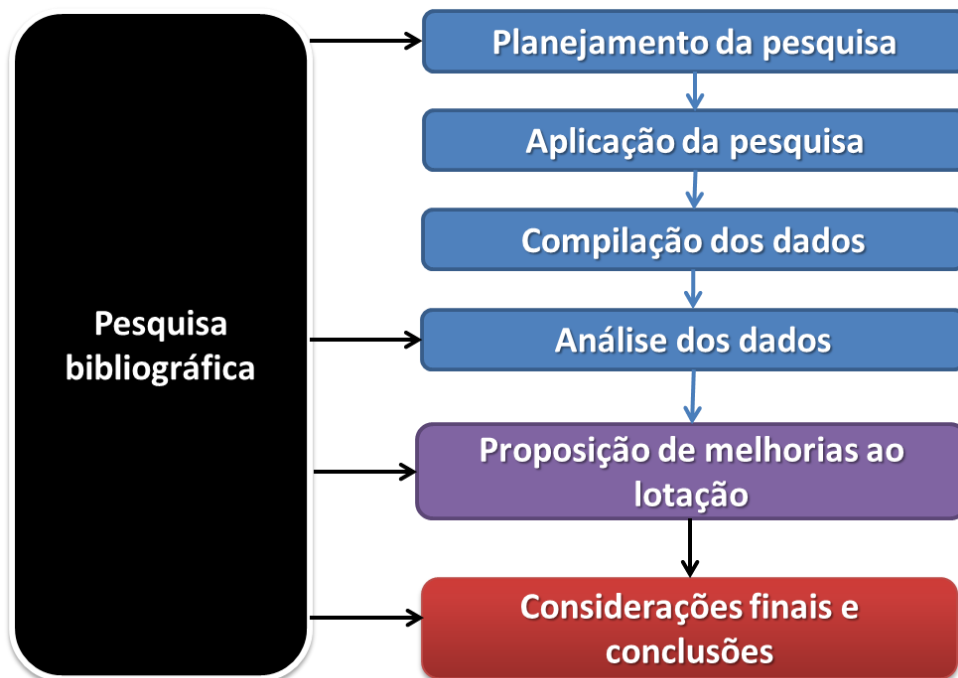 Pesquisa
bibliográfica
Planejamento da pesquisa
Aplicação da pesquisa
Compilação dos dados
Análise dos dados
Proposição de melhorias ao
lotação
Considerações finais e
conclusões